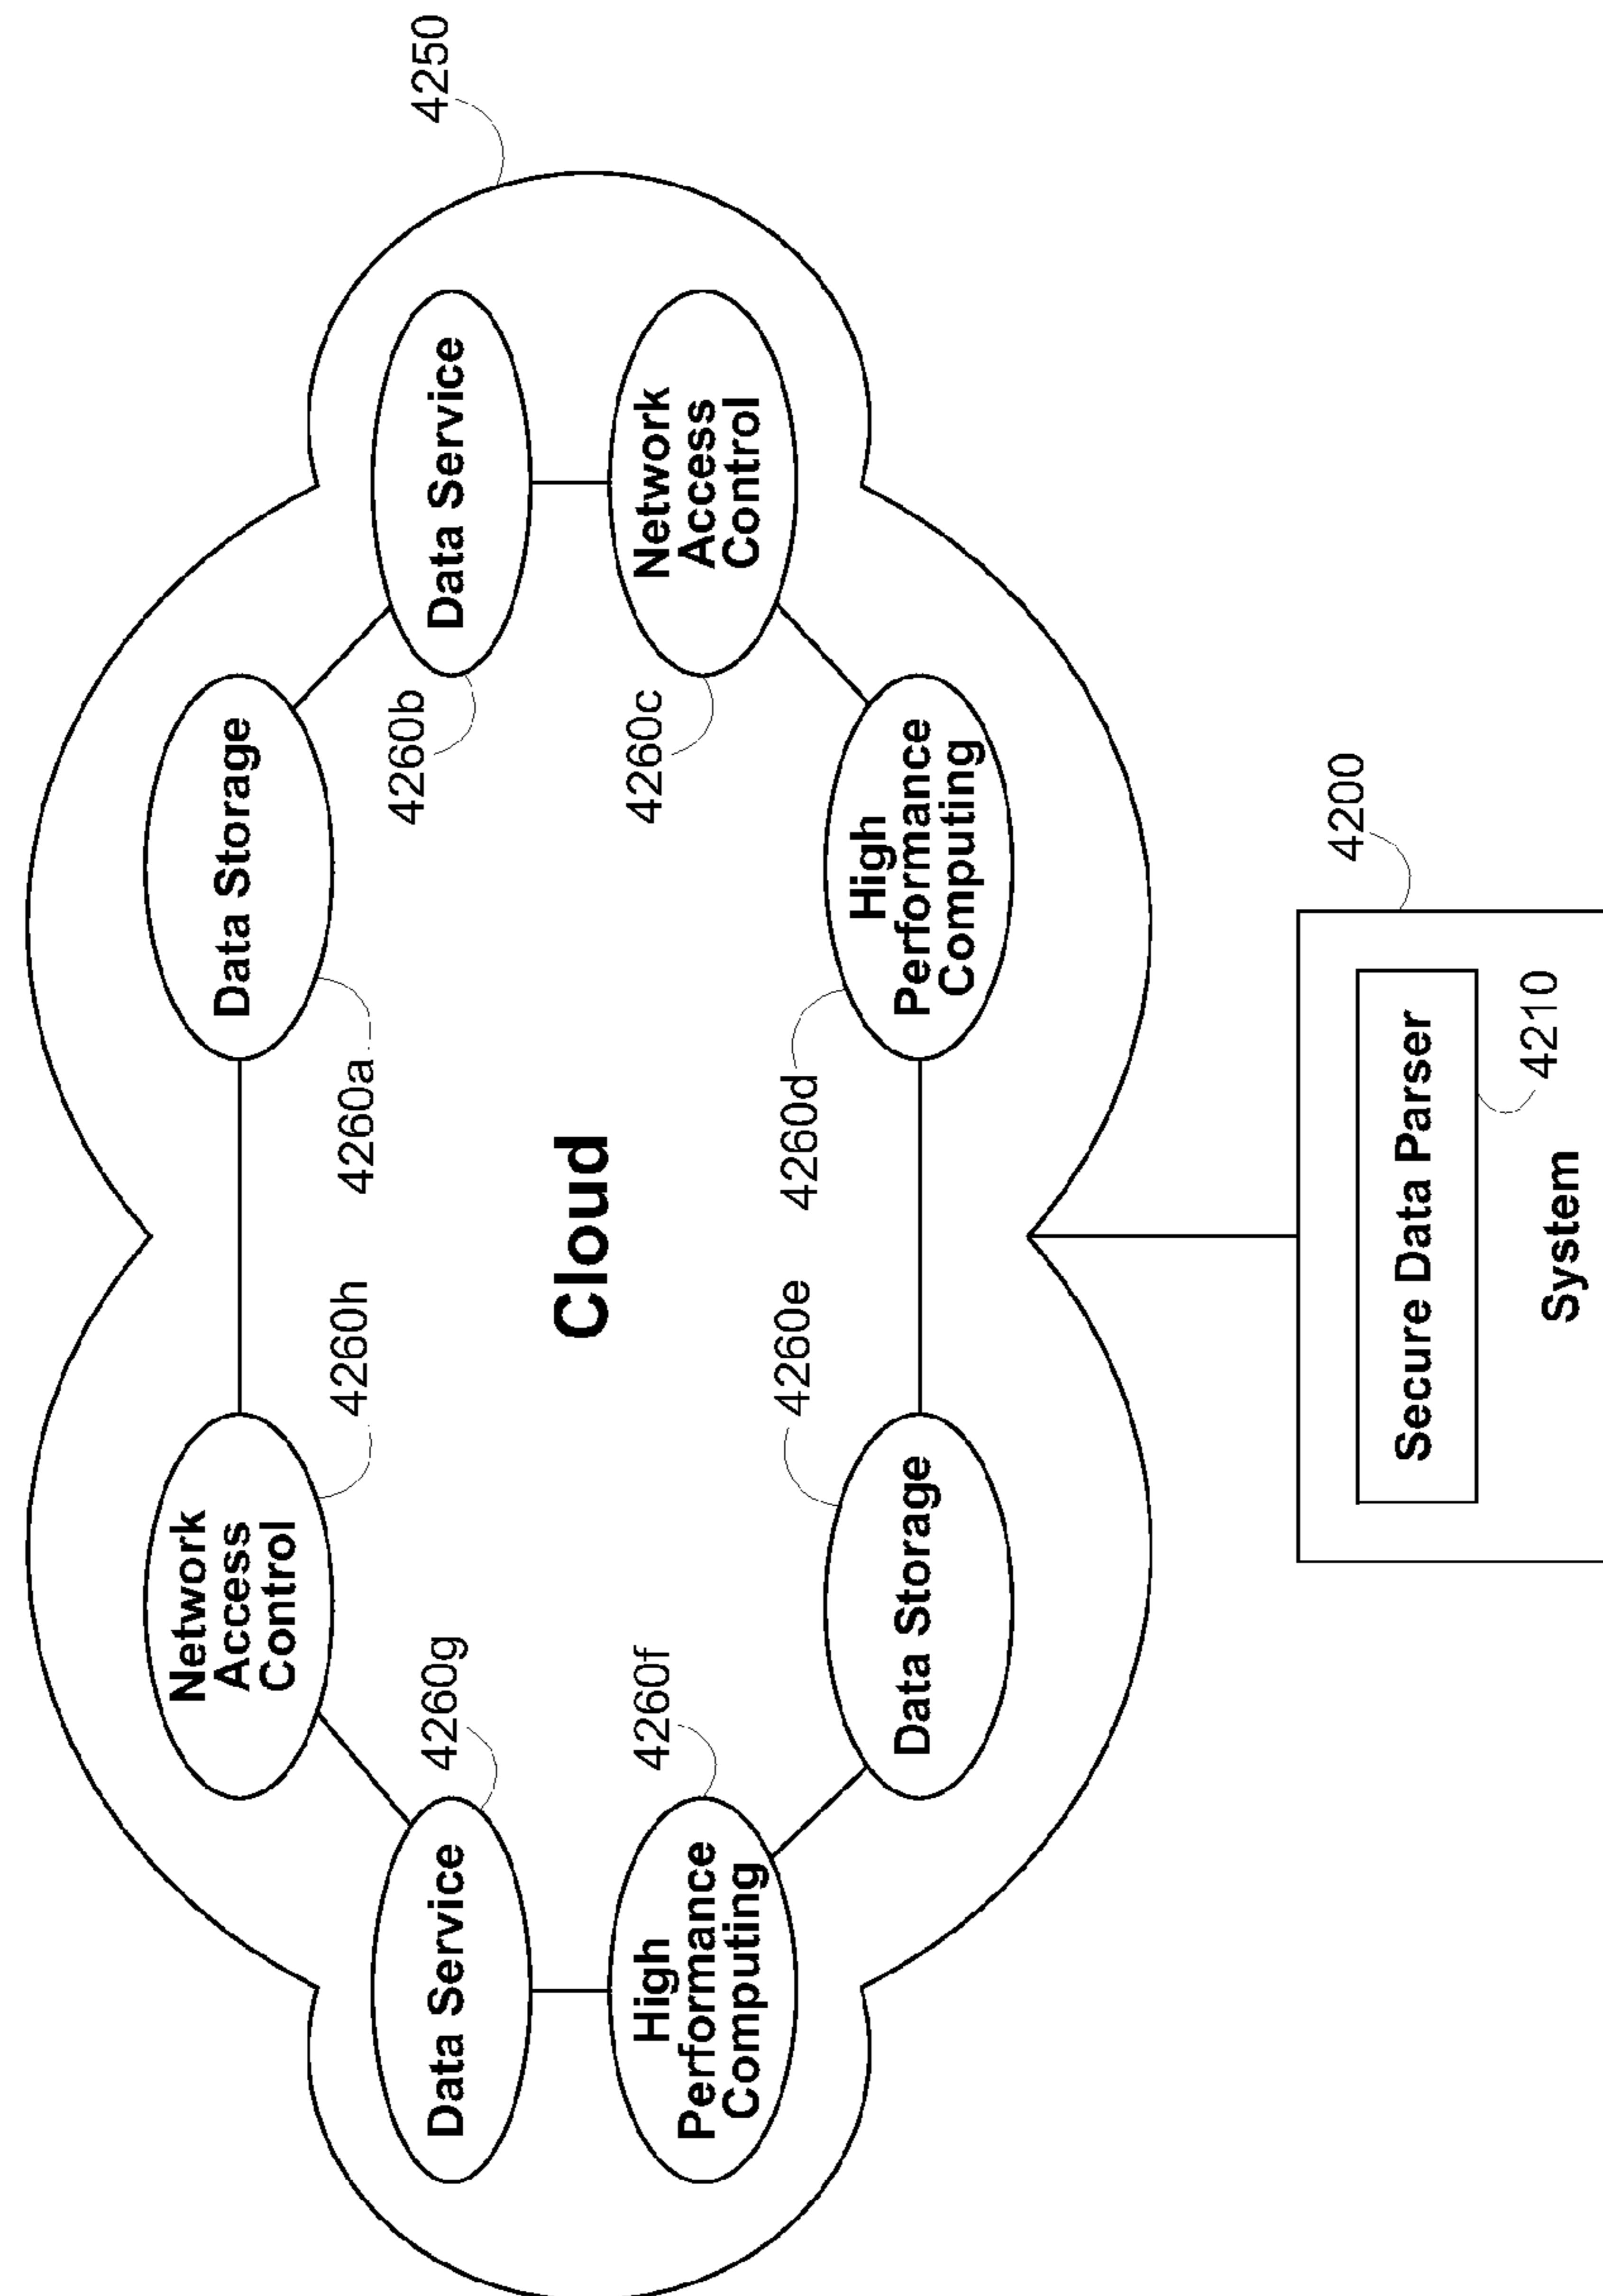 4250
Network
Access
Control
Data Storage
4260h
4260a
Data Service
4260g
4260b
Data Service
Cloud
High
Performance
Computing
4260f
4260c
Network
Access
Control
4260e
4260d
Data Storage
High
Performance
Computing
4200
Secure Data Parser
4210
System